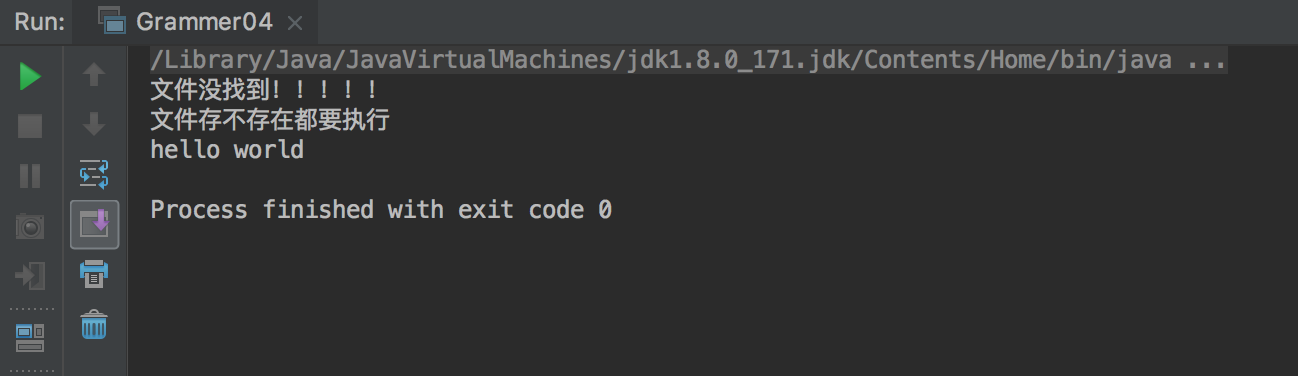 Run: Grammer04
/Library/Java/JavaVirtualMachines/jdk1.8.0_171.jdk/Contents/Home/bin/java ...
文件没找到！！！！！
文件存不存在都要执行
hello world
Process finished with exit code 0